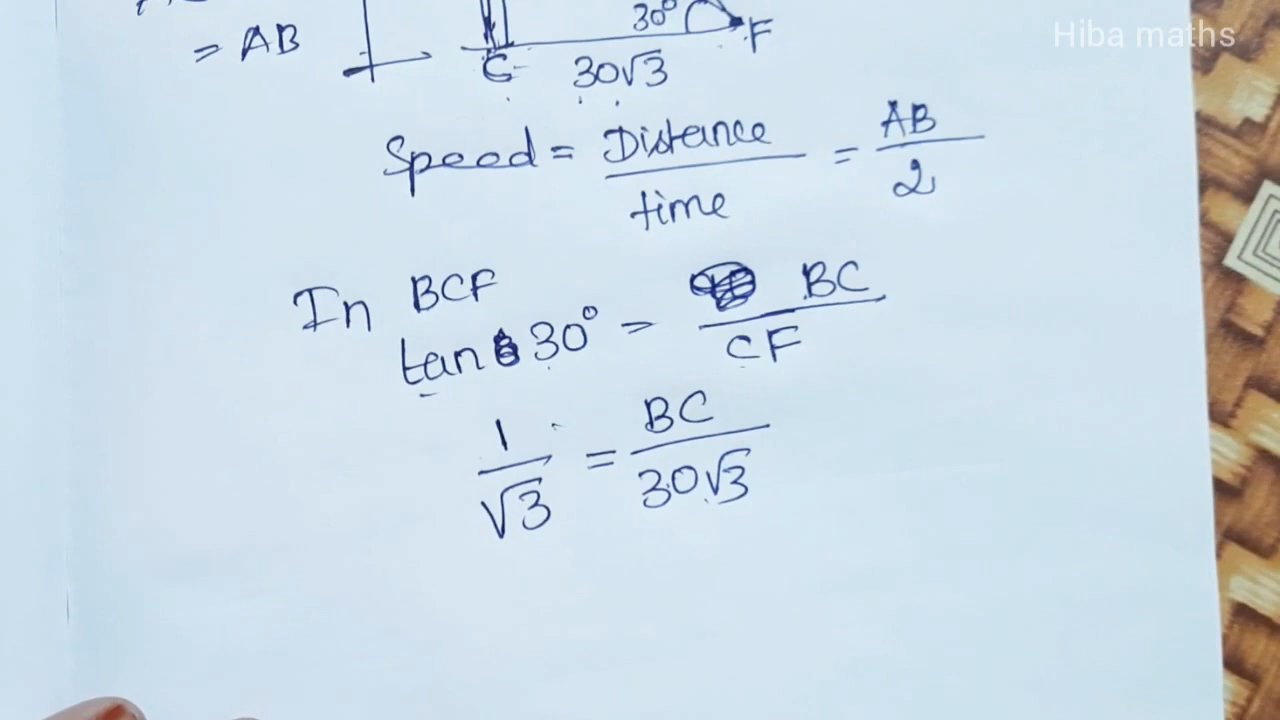 = AB
30° F
C 30√3
Hiba maths
Speed = Distance / time = AB / 2
In BCF
tan 30° = BC / CF
1 / √3 = BC / 30√3